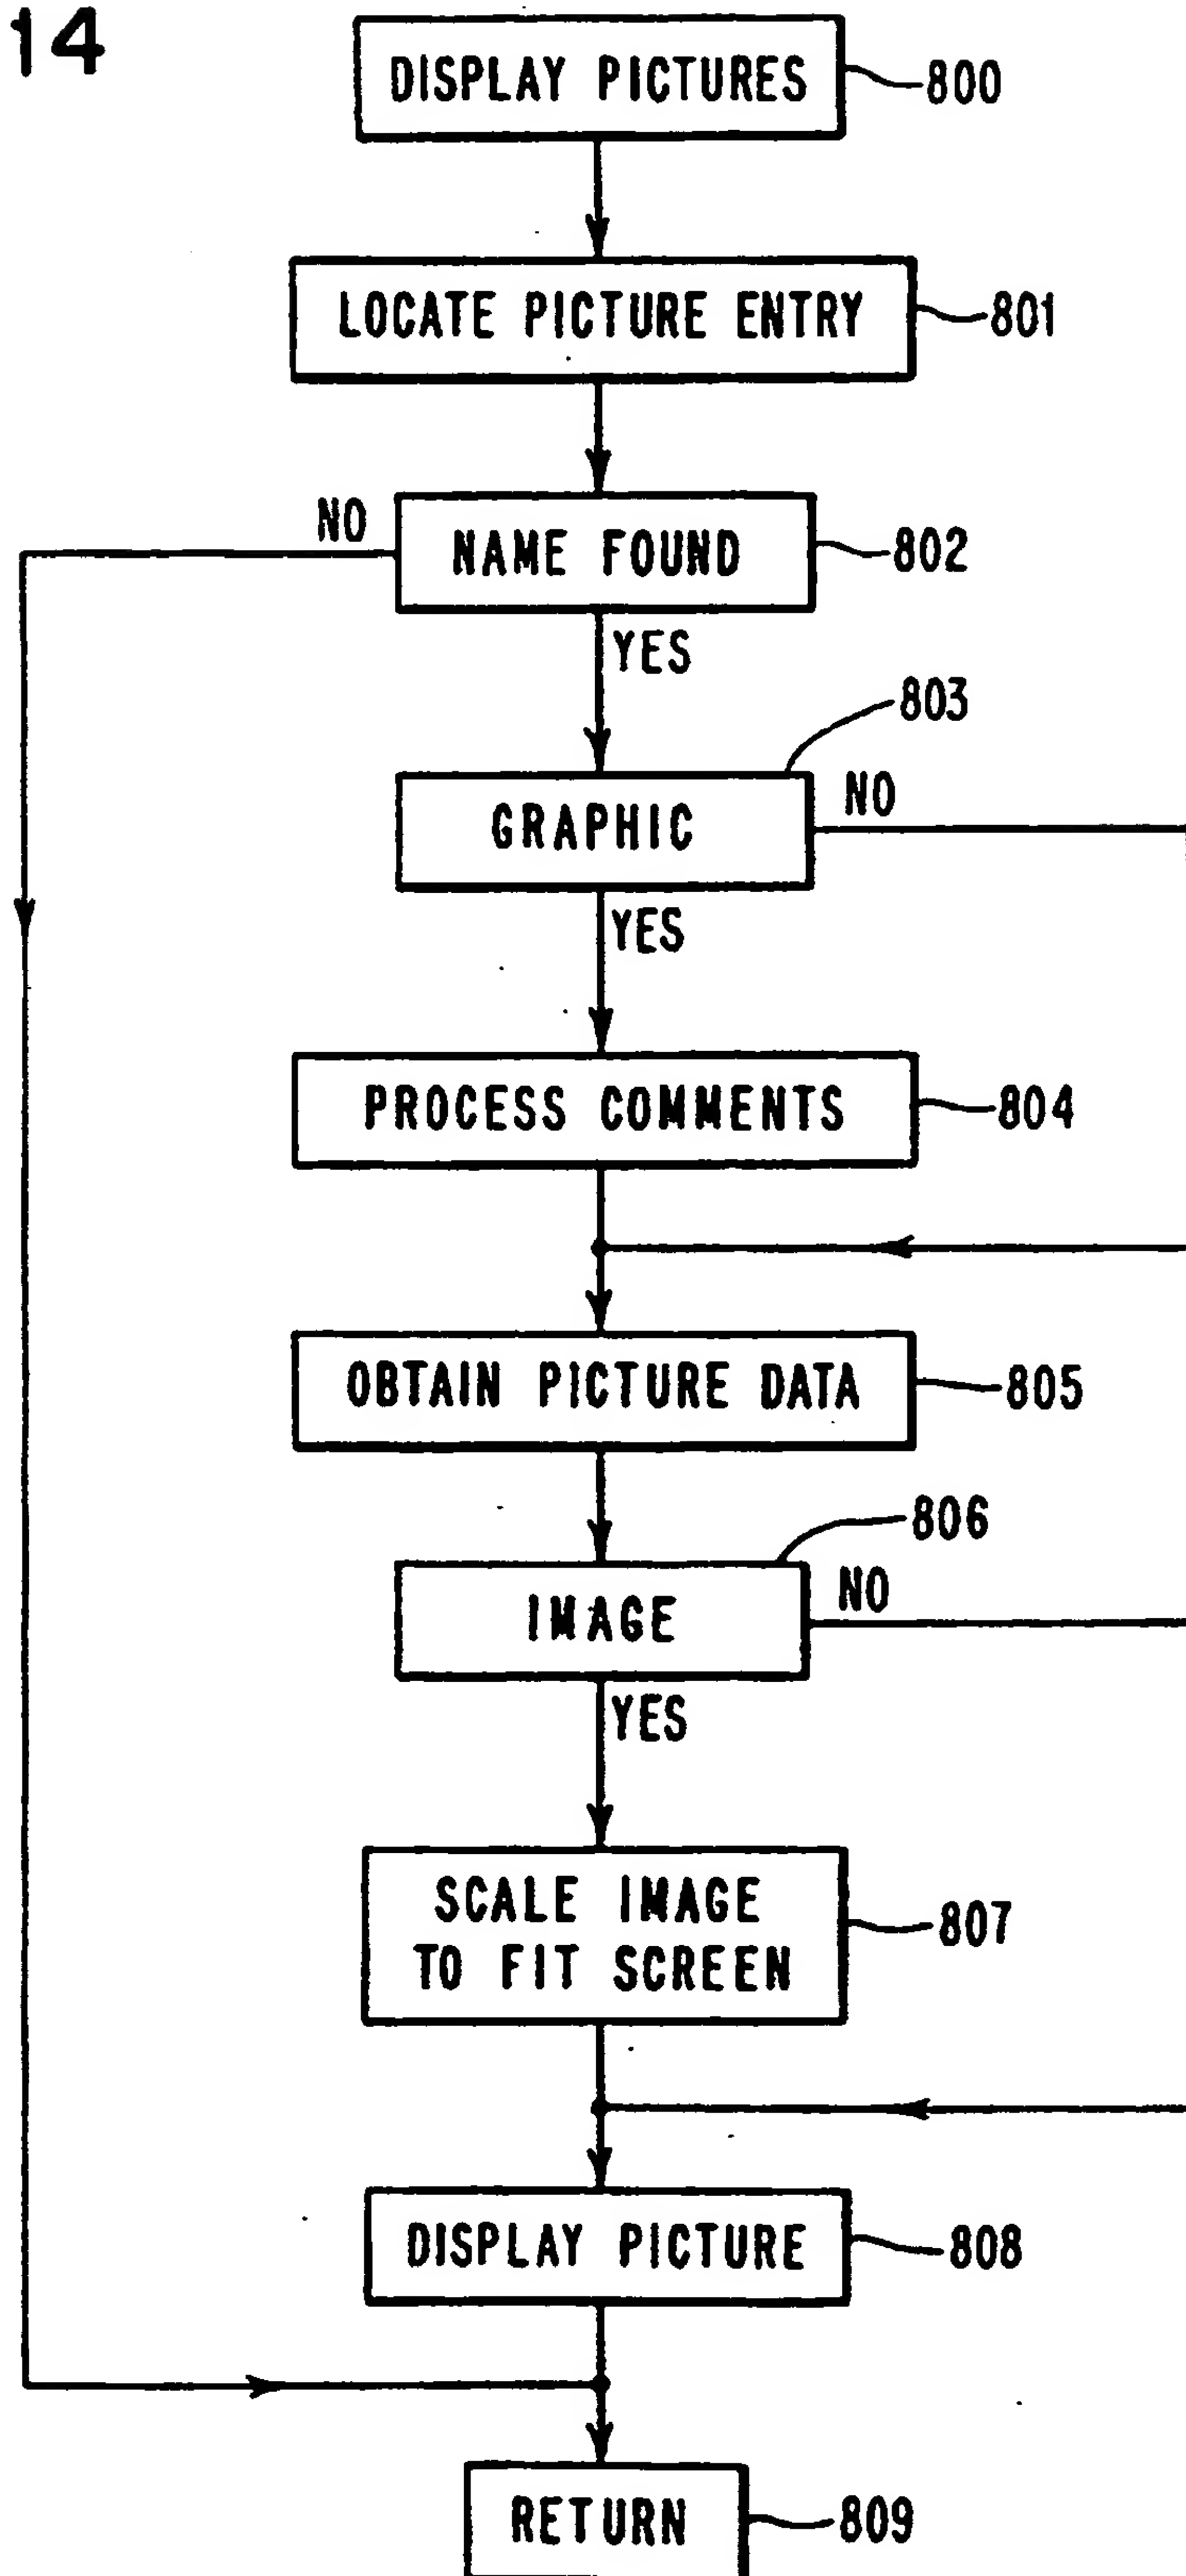 14
DISPLAY PICTURES
800
LOCATE PICTURE ENTRY
801
NO
NAME FOUND
802
YES
803
GRAPHIC
NO
YES
PROCESS COMMENTS
804
OBTAIN PICTURE DATA
805
806
IMAGE
NO
YES
SCALE IMAGE
TO FIT SCREEN
807
DISPLAY PICTURE
808
RETURN
809